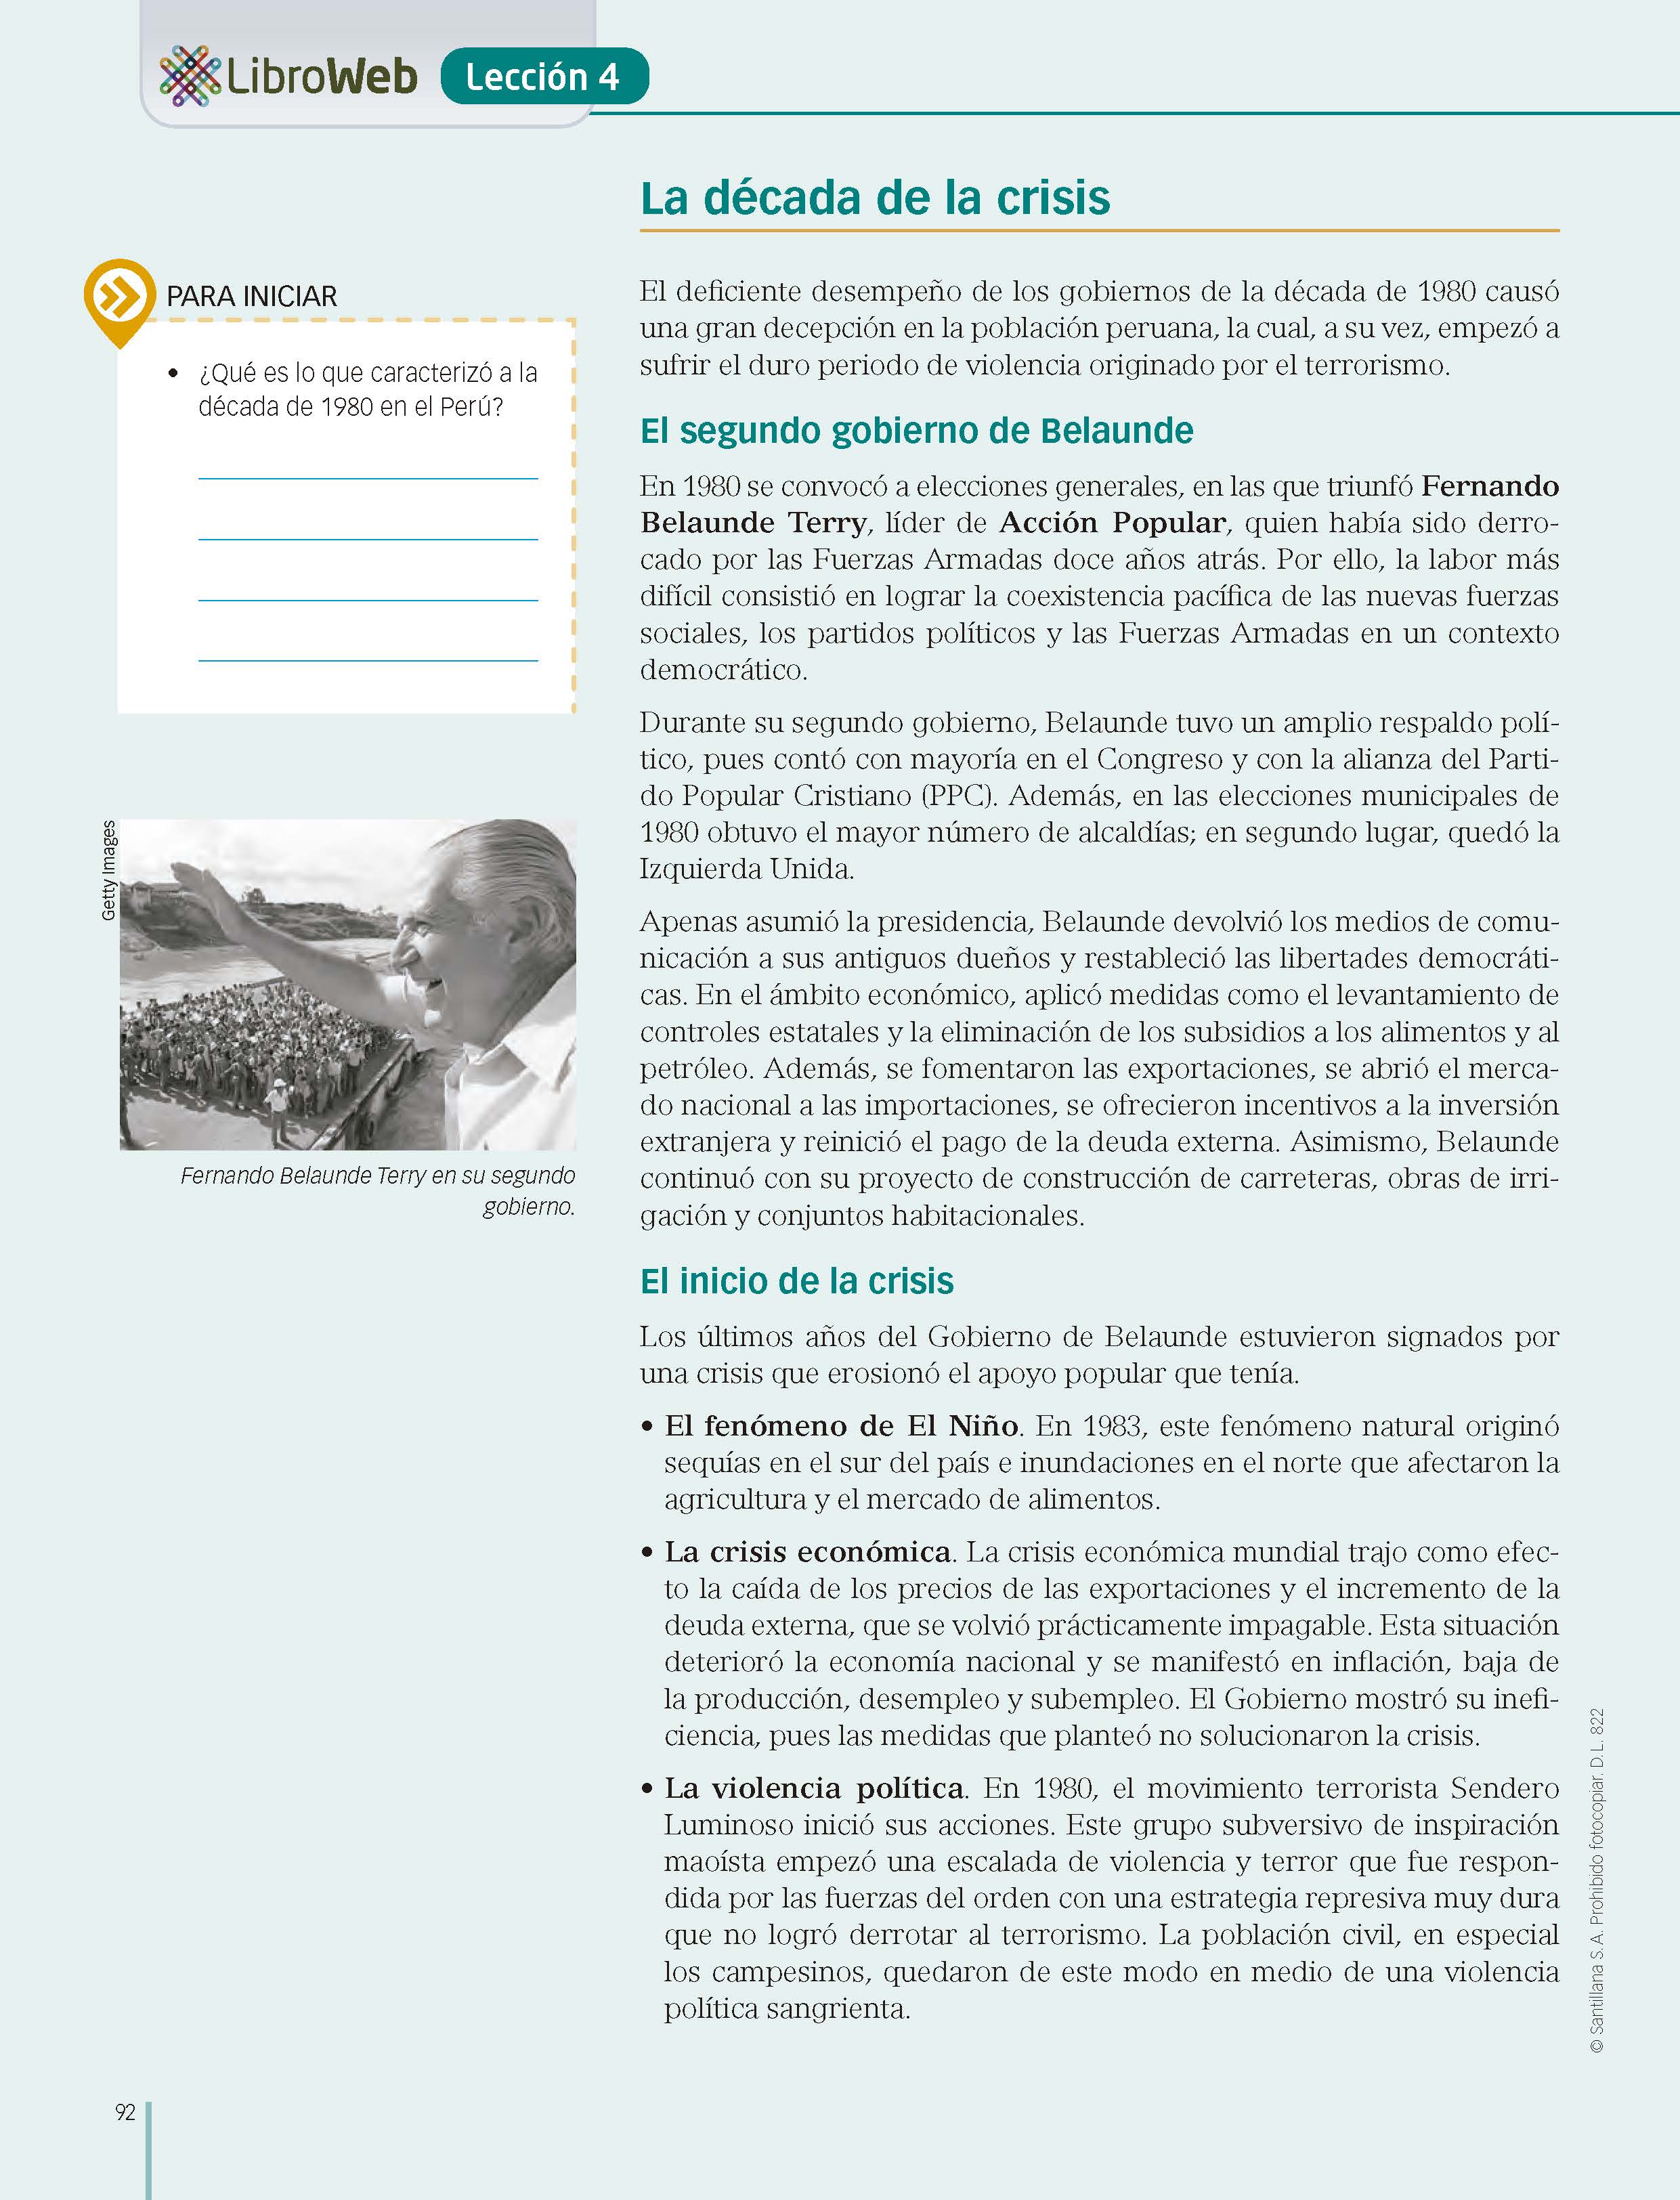 LibroWeb Lección 4
La década de la crisis
PARA INICIAR
• ¿Qué es lo que caracterizó a la
década de 1980 en el Perú?
Getty Images
Fernando Belaunde Terry en su segundo
gobierno.
El deficiente desempeño de los gobiernos de la década de 1980 causó
una gran decepción en la población peruana, la cual, a su vez, empezó a
sufrir el duro periodo de violencia originado por el terrorismo.
El segundo gobierno de Belaunde
En 1980 se convocó a elecciones generales, en las que triunfó Fernando
Belaunde Terry, líder de Acción Popular, quien había sido derro-
cado por las Fuerzas Armadas doce años atrás. Por ello, la labor más
difícil consistió en lograr la coexistencia pacífica de las nuevas fuerzas
sociales, los partidos políticos y las Fuerzas Armadas en un contexto
democrático.
Durante su segundo gobierno, Belaunde tuvo un amplio respaldo polí-
tico, pues contó con mayoría en el Congreso y con la alianza del Parti-
do Popular Cristiano (PPC). Además, en las elecciones municipales de
1980 obtuvo el mayor número de alcaldías; en segundo lugar, quedó la
Izquierda Unida.
Apenas asumió la presidencia, Belaunde devolvió los medios de comu-
nicación a sus antiguos dueños y restableció las libertades democráti-
cas. En el ámbito económico, aplicó medidas como el levantamiento de
controles estatales y la eliminación de los subsidios a los alimentos y al
petróleo. Además, se fomentaron las exportaciones, se abrió el merca-
do nacional a las importaciones, se ofrecieron incentivos a la inversión
extranjera y reinició el pago de la deuda externa. Asimismo, Belaunde
continuó con su proyecto de construcción de carreteras, obras de irri-
gación y conjuntos habitacionales.
El inicio de la crisis
Los últimos años del Gobierno de Belaunde estuvieron signados por
una crisis que erosionó el apoyo popular que tenía.
• El fenómeno de El Niño. En 1983, este fenómeno natural originó
sequías en el sur del país e inundaciones en el norte que afectaron la
agricultura y el mercado de alimentos.
• La crisis económica. La crisis económica mundial trajo como efec-
to la caída de los precios de las exportaciones y el incremento de la
deuda externa, que se volvió prácticamente impagable. Esta situación
deterioró la economía nacional y se manifestó en inflación, baja de
la producción, desempleo y subempleo. El Gobierno mostró su inefi-
ciencia, pues las medidas que planteó no solucionaron la crisis.
• La violencia política. En 1980, el movimiento terrorista Sendero
Luminoso inició sus acciones. Este grupo subversivo de inspiración
maoísta empezó una escalada de violencia y terror que fue respon-
dida por las fuerzas del orden con una estrategia represiva muy dura
que no logró derrotar al terrorismo. La población civil, en especial
los campesinos, quedaron de este modo en medio de una violencia
política sangrienta.
© Santillana S.A. Prohibido fotocopiar. D.L. 822
92